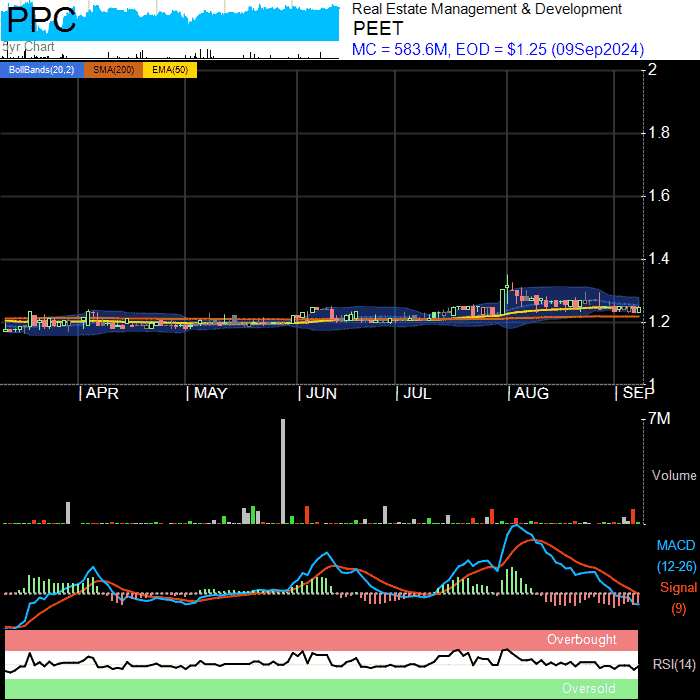 PPC
5yr Chart
Real Estate Management & Development
PEET
MC = 583.6M, EOD = $1.25 (09Sep2024)
BollBands(20,2) SMA(200) EMA(50)
2
1.8
1.6
1.4
1.2
1
APR MAY JUN JUL AUG SEP
7M
Volume
MACD
(12-26)
Signal
(9)
Overbought
RSI(14)
Oversold